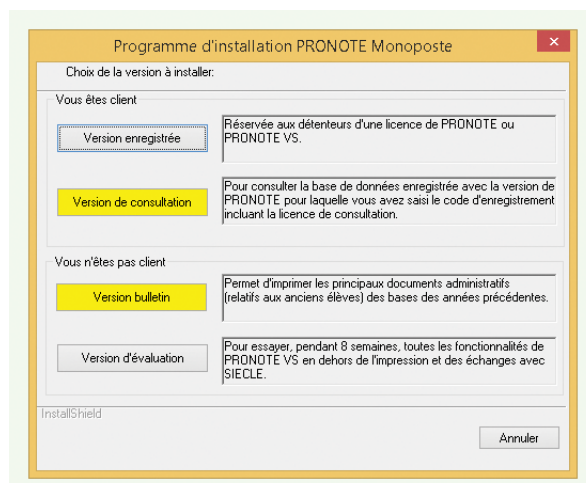 Programme d'installation PRONOTE Monoposte
Choix de la version à installer:
Vous êtes client
Version enregistrée
Réservée aux détenteurs d'une licence de PRONOTE ou
PRONOTE VS.
Version de consultation
Pour consulter la base de données enregistrée avec la version de
PRONOTE pour laquelle vous avez saisi le code d'enregistrement
incluant la licence de consultation.
Vous n'êtes pas client
Version bulletin
Permet d'imprimer les principaux documents administratifs
(relatifs aux anciens élèves) des bases des années précédentes.
Version d'évaluation
Pour essayer, pendant 8 semaines, toutes les fonctionnalités de
PRONOTE VS en dehors de l'impression et des échanges avec
SIECLE.
InstallShield
Annuler